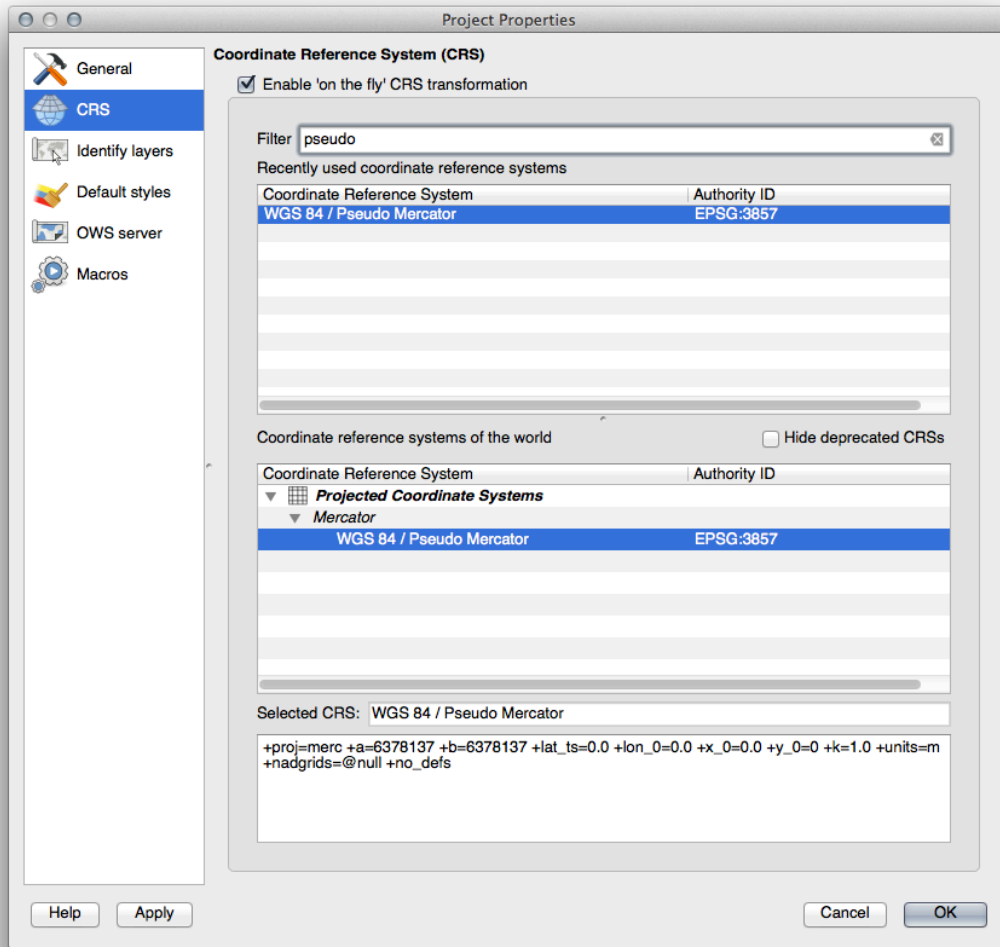 Project Properties
General
CRS
Identify layers
Default styles
OWS server
Macros
Coordinate Reference System (CRS)
Enable 'on the fly' CRS transformation
Filter pseudo
Recently used coordinate reference systems
Coordinate Reference System Authority ID
WGS 84 / Pseudo Mercator EPSG:3857
Coordinate reference systems of the world Hide deprecated CRSs
Coordinate Reference System Authority ID
Projected Coordinate Systems
Mercator
WGS 84 / Pseudo Mercator EPSG:3857
Selected CRS: WGS 84 / Pseudo Mercator
+proj=merc +a=6378137 +b=6378137 +lat_ts=0.0 +lon_0=0.0 +x_0=0.0 +y_0=0 +k=1.0 +units=m
+nadgrids=@null +no_defs
Help Apply Cancel OK